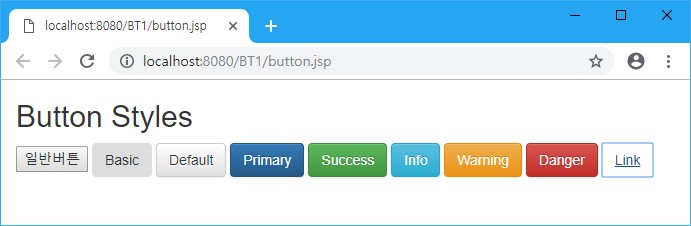 localhost:8080/BT1/button.jsp
localhost:8080/BT1/button.jsp
Button Styles
일반버튼 Basic Default Primary Success Info Warning Danger Link